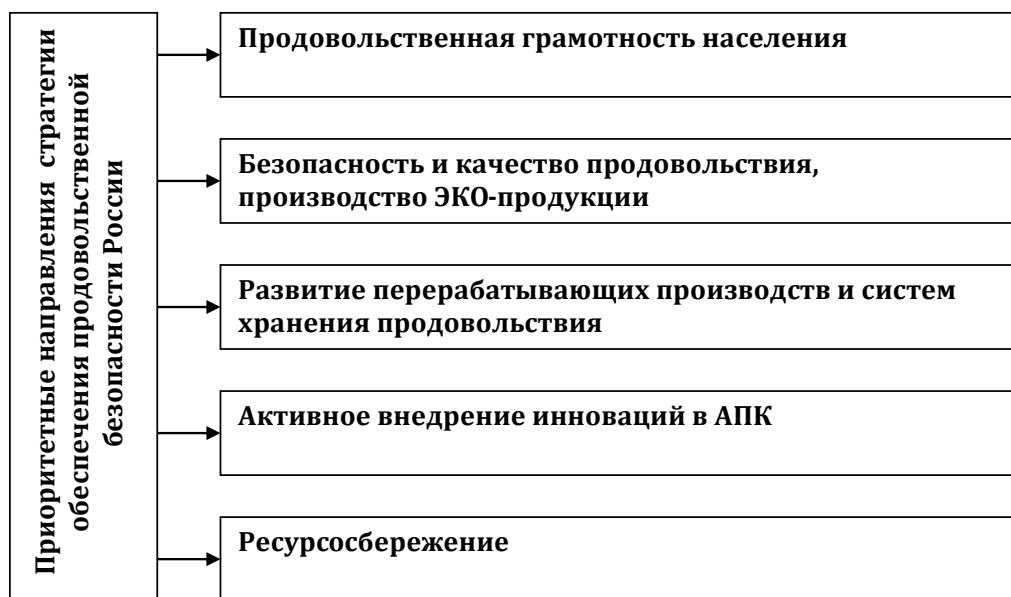 Приоритетные направления стратегии
обеспечения продовольственной
безопасности России
Продовольственная грамотность населения
Безопасность и качество продовольствия,
производство ЭКО-продукции
Развитие перерабатывающих производств и систем
хранения продовольствия
Активное внедрение инноваций в АПК
Ресурсосбережение